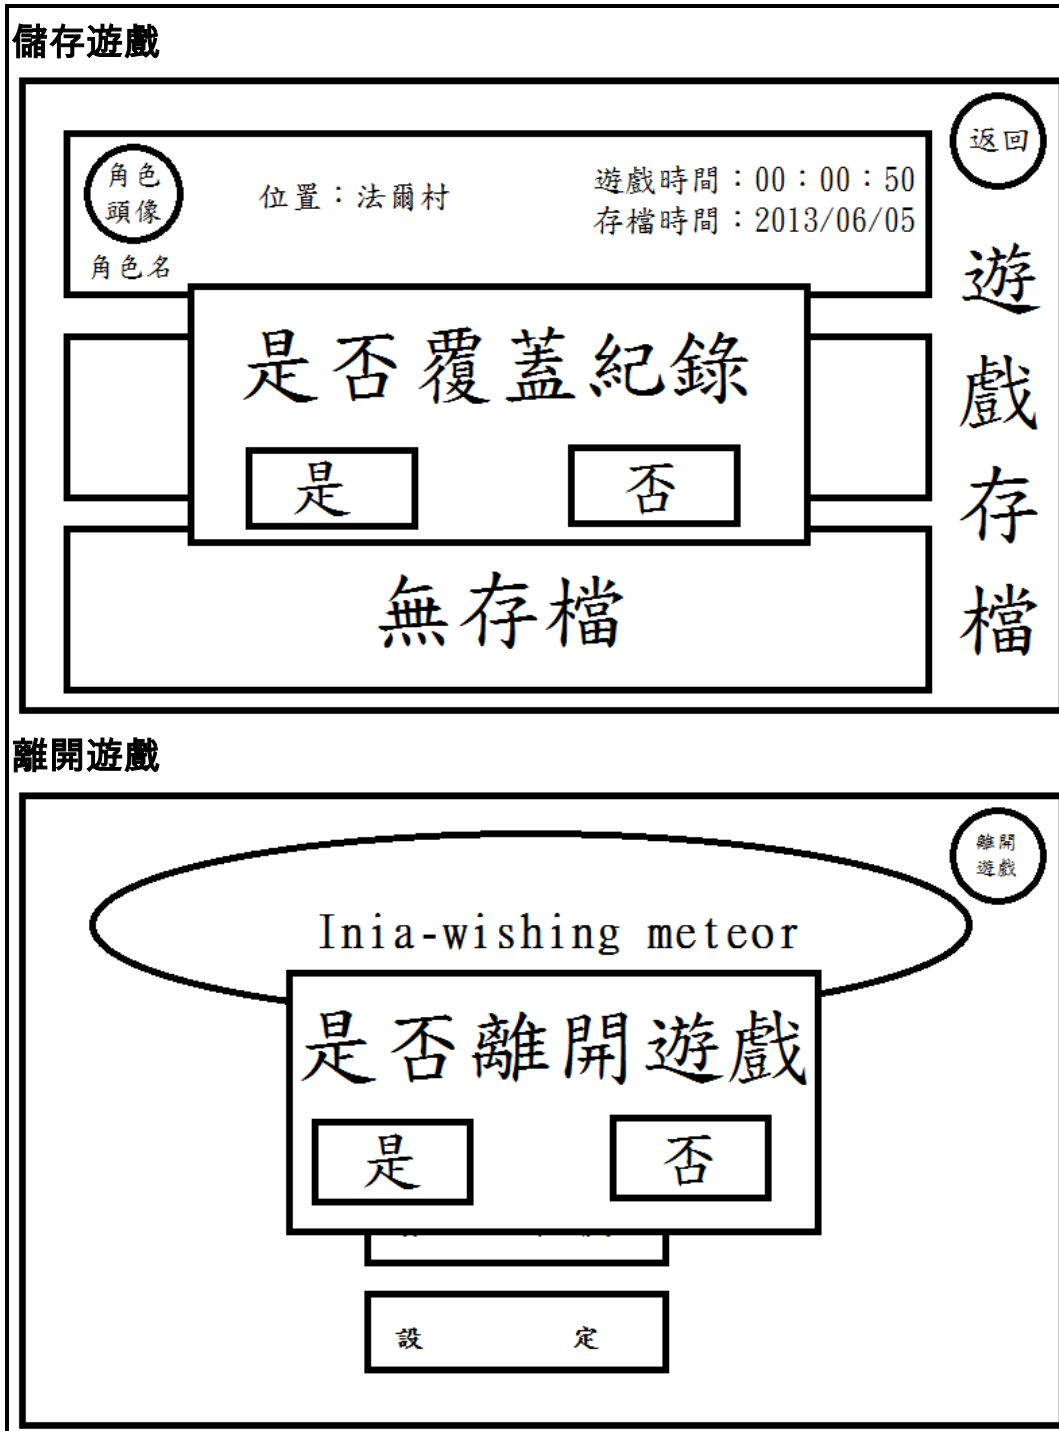 儲存遊戲
返回
角色
頭像
角色名
位置：法爾村
遊戲時間：00：00：50
存檔時間：2013/06/05
遊戲存檔
是否覆蓋紀錄
是
否
無存檔
離開遊戲
離開
遊戲
Inia-wishing meteor
是否離開遊戲
是
否
設 定